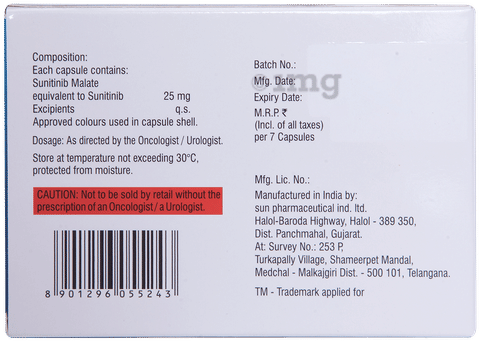 Composition:
Each capsule contains:
Sunitinib Malate
equivalent to Sunitinib 25 mg
Excipients q.s.
Approved colours used in capsule shell.
Dosage: As directed by the Oncologist / Urologist.
Store at temperature not exceeding 30°C,
protected from moisture.
CAUTION: Not to be sold by retail without the
prescription of an Oncologist / a Urologist.
8 901296 055243
Batch No.:
Mfg. Date:
Expiry Date:
M.R.P. ₹
(Incl. of all taxes)
per 7 Capsules
1mg
Mfg. Lic. No.:
Manufactured in India by:
sun pharmaceutical ind. ltd.
Halol-Baroda Highway, Halol - 389 350,
Dist. Panchmahal, Gujarat.
At: Survey No.: 253 P,
Turkapally Village, Shameerpet Mandal,
Medchal - Malkajgiri Dist. - 500 101, Telangana.
TM - Trademark applied for